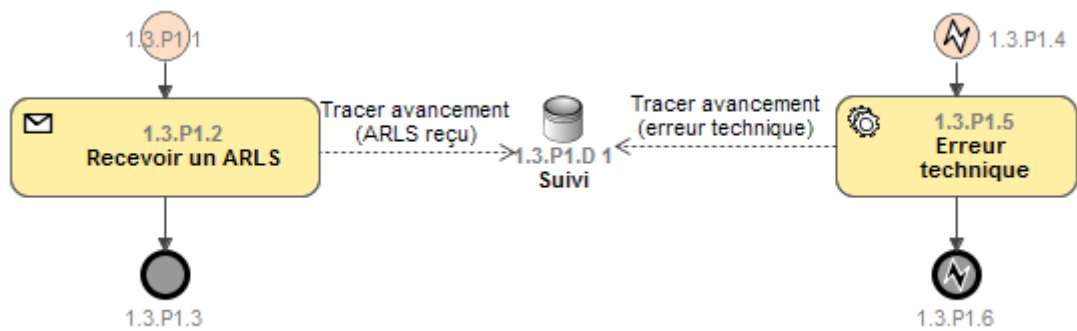 1.3.P1.1
1.3.P1.2
Recevoir un ARLS
1.3.P1.3
Tracer avancement
(ARLS reçu)
1.3.P1.D 1
Suivi
Tracer avancement
(erreur technique)
1.3.P1.4
1.3.P1.5
Erreur
technique
1.3.P1.6